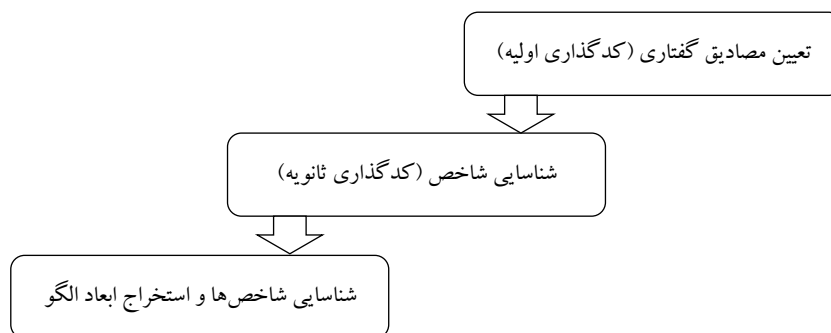 تعیین مصادیق گفتاری (کدگذاری اولیه)
شناسایی شاخص (کدگذاری ثانویه)
شناسایی شاخص‌ها و استخراج ابعاد الگو